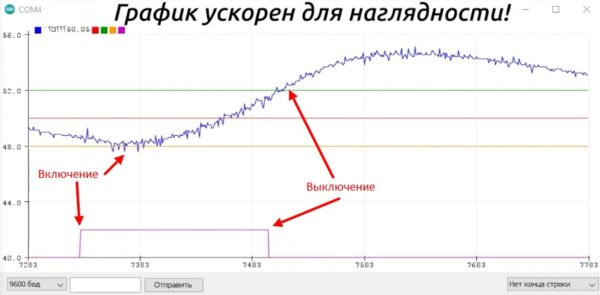 COM4
График ускорен для наглядности!
56.0
52.0
48.0
44.0
40.0
Включение
Выключение
7203
7303
7403
7503
7603
7703
9600 бод
Отправить
Нет конца строки